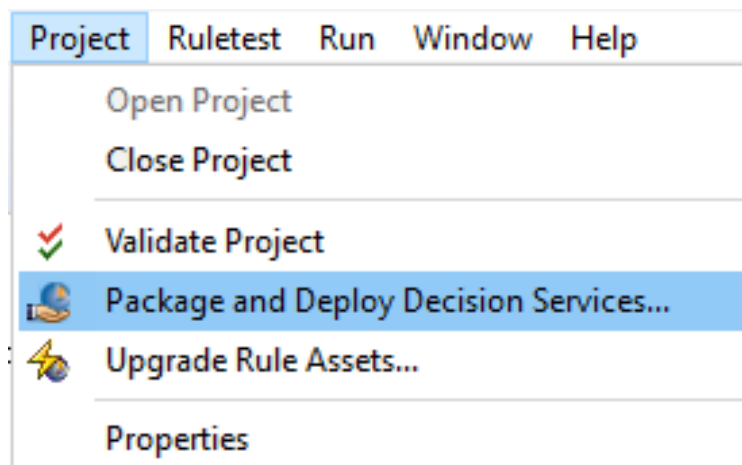 Project Ruletest Run Window Help
Open Project
Close Project
Validate Project
Package and Deploy Decision Services...
Upgrade Rule Assets...
Properties